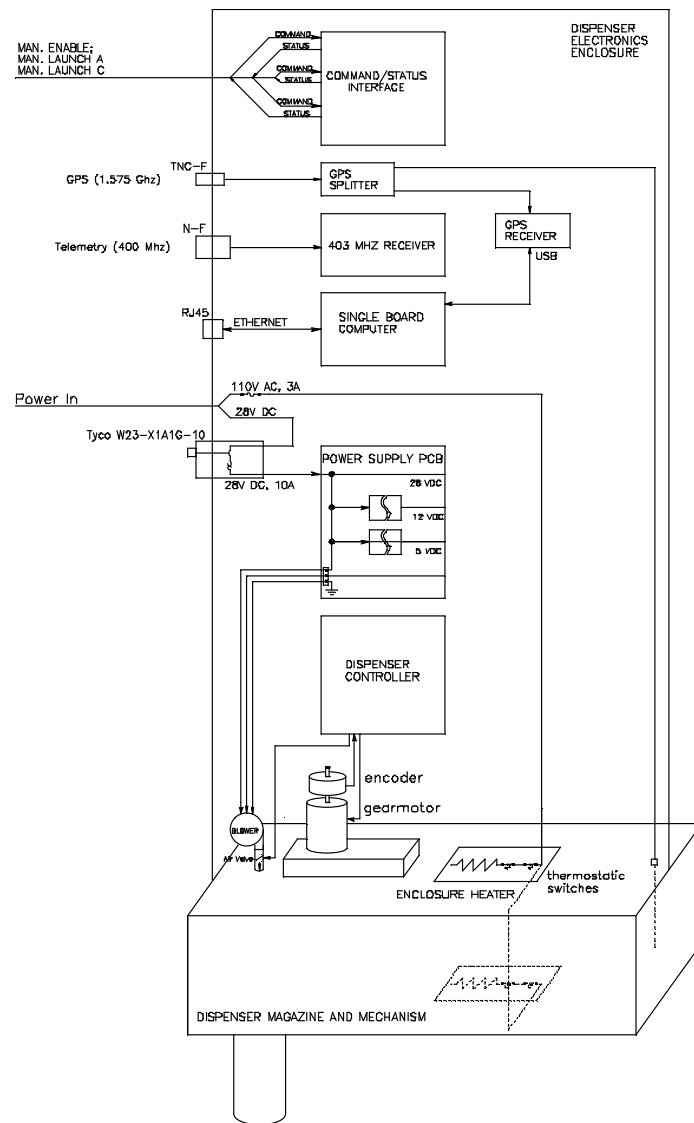 DISPENSER
ELECTRONICS
ENCLOSURE
MAN. ENABLE;
MAN. LAUNCH A
MAN. LAUNCH C
COMMAND
STATUS
COMMAND
STATUS
COMMAND
STATUS
COMMAND/STATUS
INTERFACE
TNC-F
GPS (1.575 Ghz)
GPS
SPLITTER
N-F
Telemetry (400 Mhz)
403 MHZ RECEIVER
GPS
RECEIVER
USB
RJ45
ETHERNET
SINGLE BOARD
COMPUTER
110V AC, 3A
Power In
28V DC
Tyco W23-X1A1G-10
28V DC, 10A
POWER SUPPLY PCB
28 VDC
12 VDC
5 VDC
DISPENSER
CONTROLLER
encoder
gearmotor
BLOWER
Air Valve
thermostatic
switches
ENCLOSURE HEATER
DISPENSER MAGAZINE AND MECHANISM